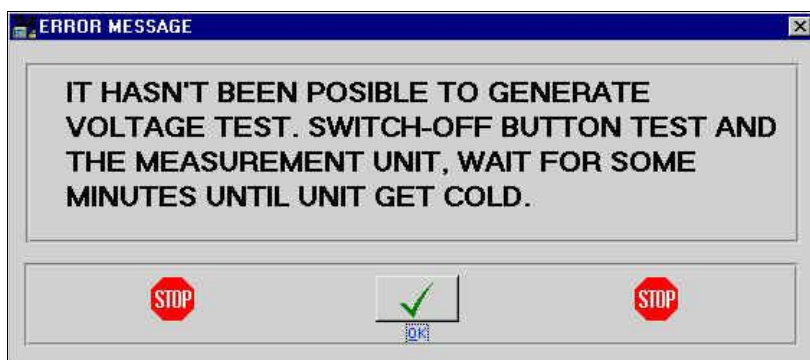 ERROR MESSAGE
IT HASN'T BEEN POSIBLE TO GENERATE
VOLTAGE TEST. SWITCH-OFF BUTTON TEST AND
THE MEASUREMENT UNIT, WAIT FOR SOME
MINUTES UNTIL UNIT GET COLD.
STOP STOP
OK